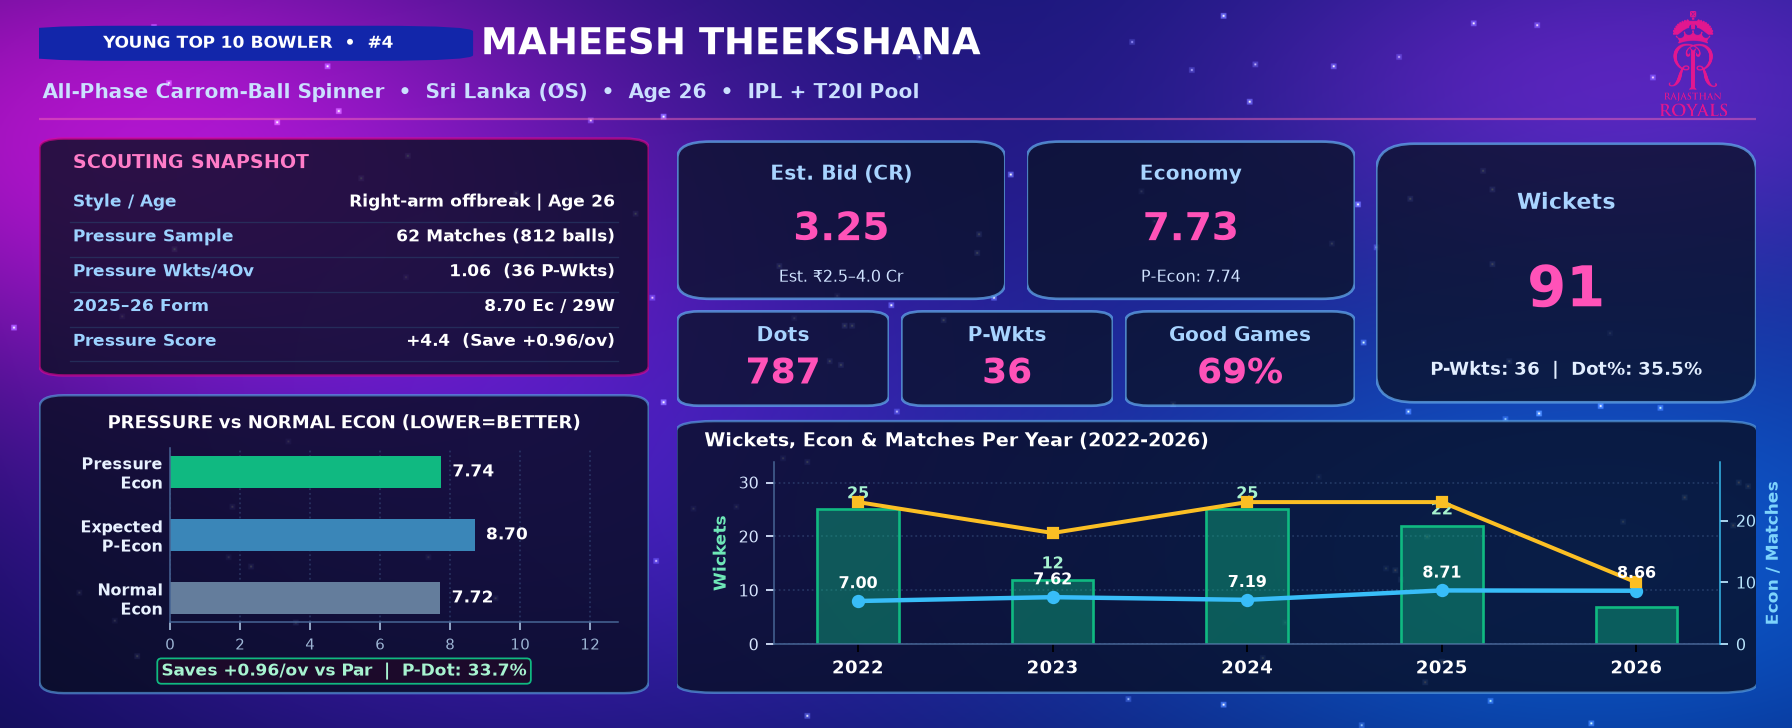 YOUNG TOP 10 BOWLER • #4
MAHEESH THEEKSHANA
All-Phase Carrom-Ball Spinner • Sri Lanka (OS) • Age 26 • IPL + T20I Pool
RAJASTHAN
ROYALS
SCOUTING SNAPSHOT
Style / Age Right-arm offbreak | Age 26
Pressure Sample 62 Matches (812 balls)
Pressure Wkts/4Ov 1.06 (36 P-Wkts)
2025–26 Form 8.70 Ec / 29W
Pressure Score +4.4 (Save +0.96/ov)
Est. Bid (CR)
3.25
Est. ₹2.5–4.0 Cr
Economy
7.73
P-Econ: 7.74
Wickets
91
P-Wkts: 36 | Dot%: 35.5%
Dots
787
P-Wkts
36
Good Games
69%
PRESSURE vs NORMAL ECON (LOWER=BETTER)
Pressure
Econ
7.74
Expected
P-Econ
8.70
Normal
Econ
7.72
0 2 4 6 8 10 12
Saves +0.96/ov vs Par | P-Dot: 33.7%
Wickets, Econ & Matches Per Year (2022-2026)
Wickets
30
20
10
0
25 12 25 22
7.00 7.62 7.19 8.71 8.66
2022 2023 2024 2025 2026
20
10
0
Econ / Matches